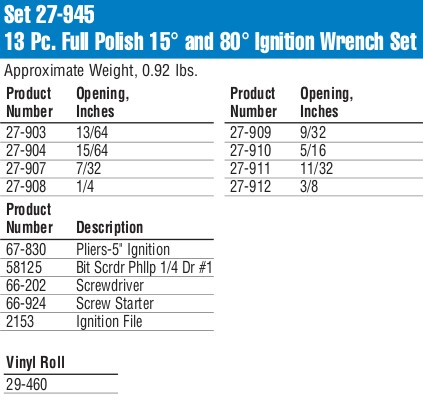 Set 27-945
13 Pc. Full Polish 15° and 80° Ignition Wrench Set
Approximate Weight, 0.92 lbs.
Product Opening,
Number Inches
27-903 13/64
27-904 15/64
27-907 7/32
27-908 1/4
Product Opening,
Number Inches
27-909 9/32
27-910 5/16
27-911 11/32
27-912 3/8
Product
Number Description
67-830 Pliers-5" Ignition
58125 Bit Scrdr Phllp 1/4 Dr #1
66-202 Screwdriver
66-924 Screw Starter
2153 Ignition File
Vinyl Roll
29-460